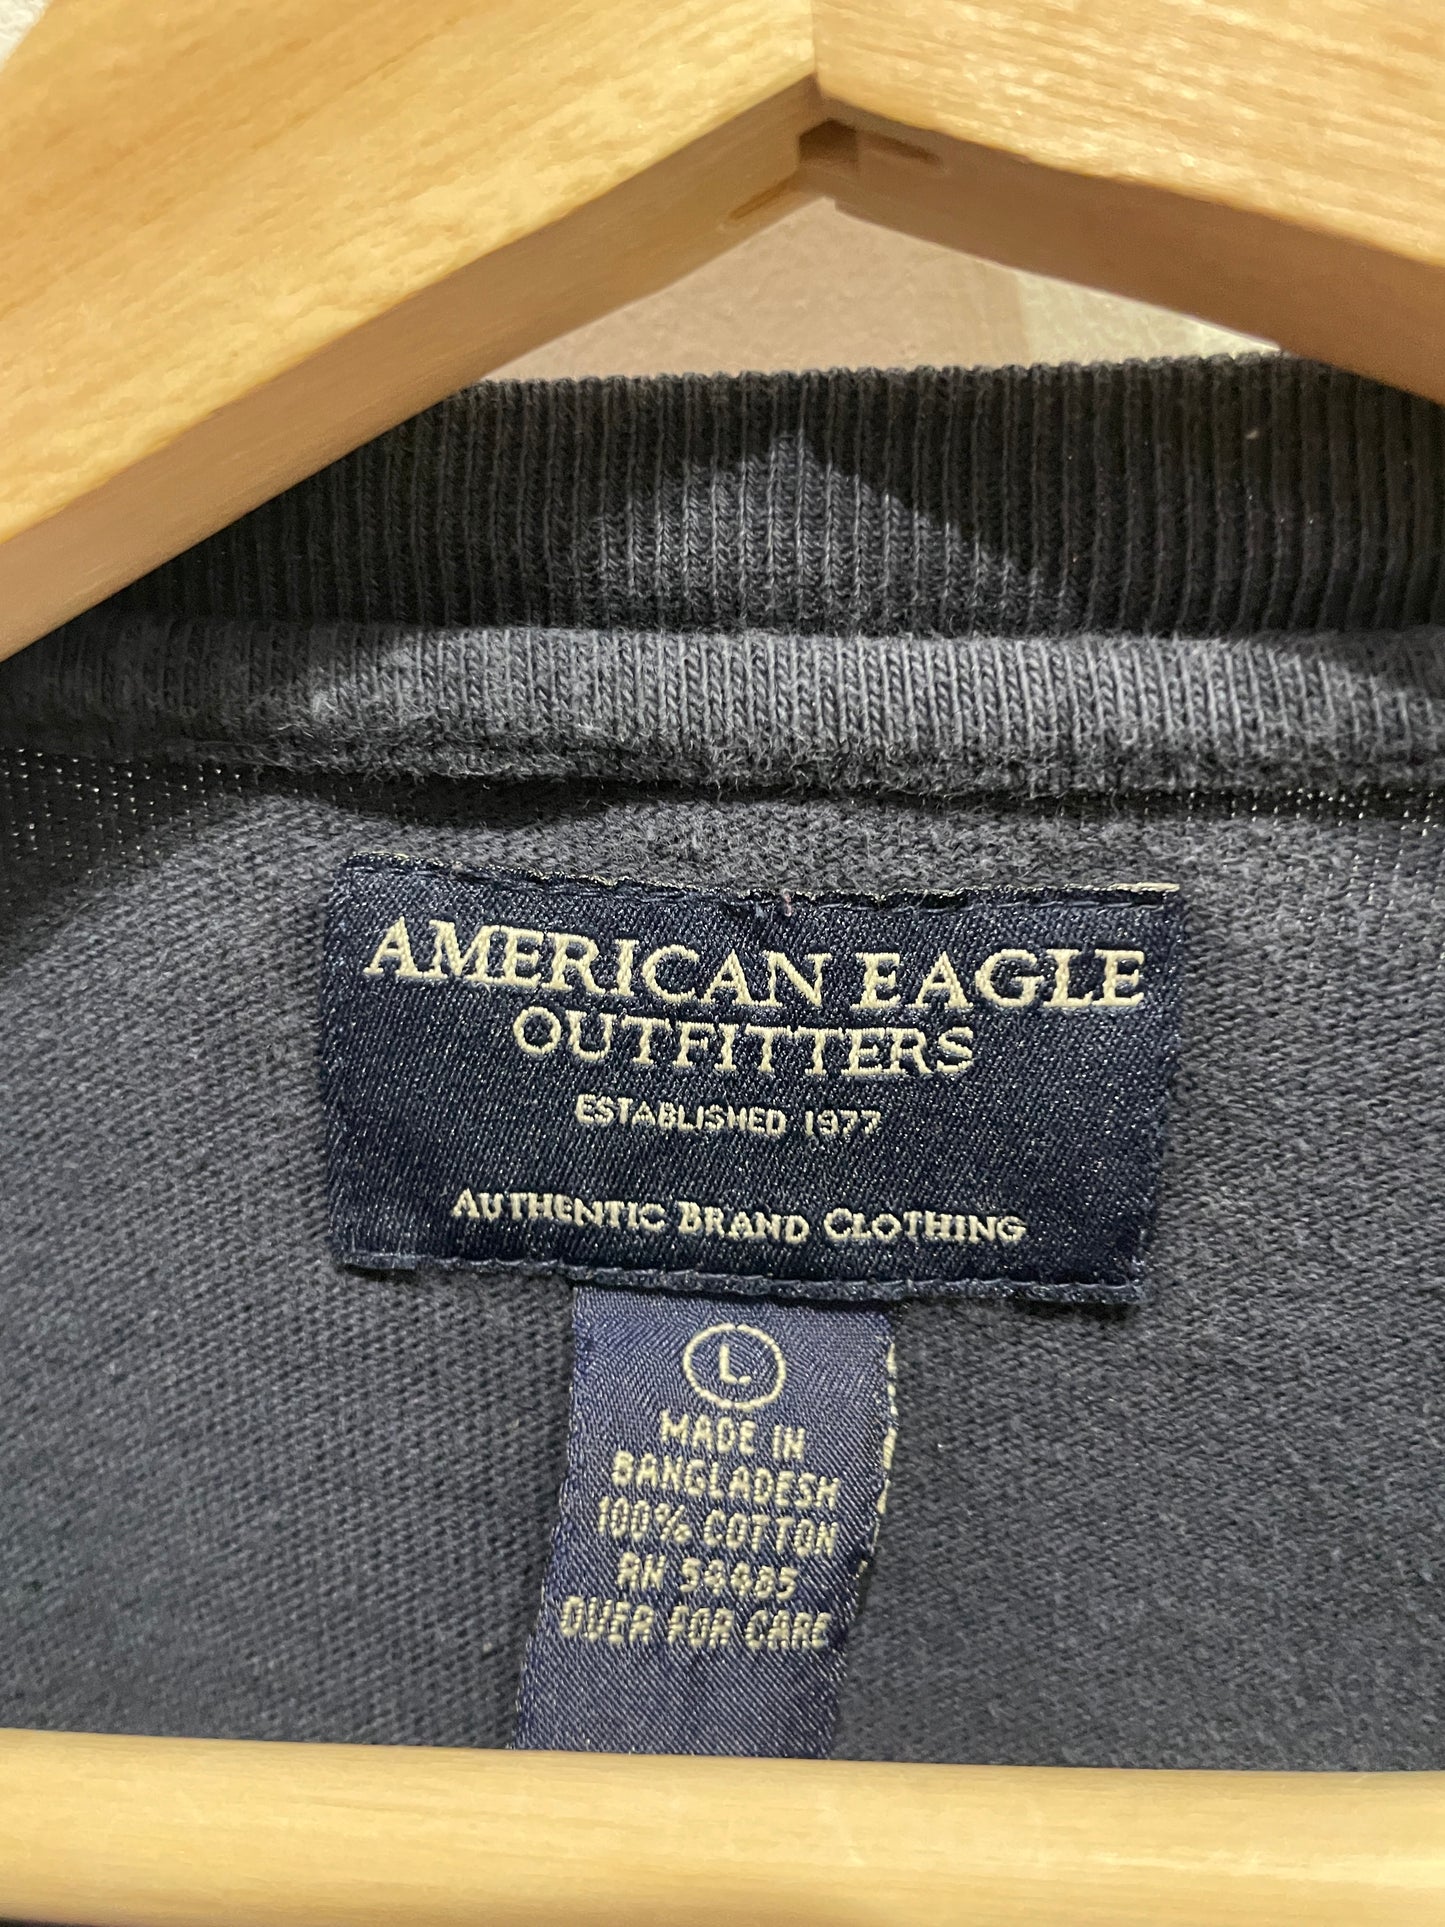 AMERICAN EAGLE
OUTFITTERS
ESTABLISHED 1977
AUTHENTIC BRAND CLOTHING
L
MADE IN
BANGLADESH
100% COTTON
RN 54485
OVER FOR CARE